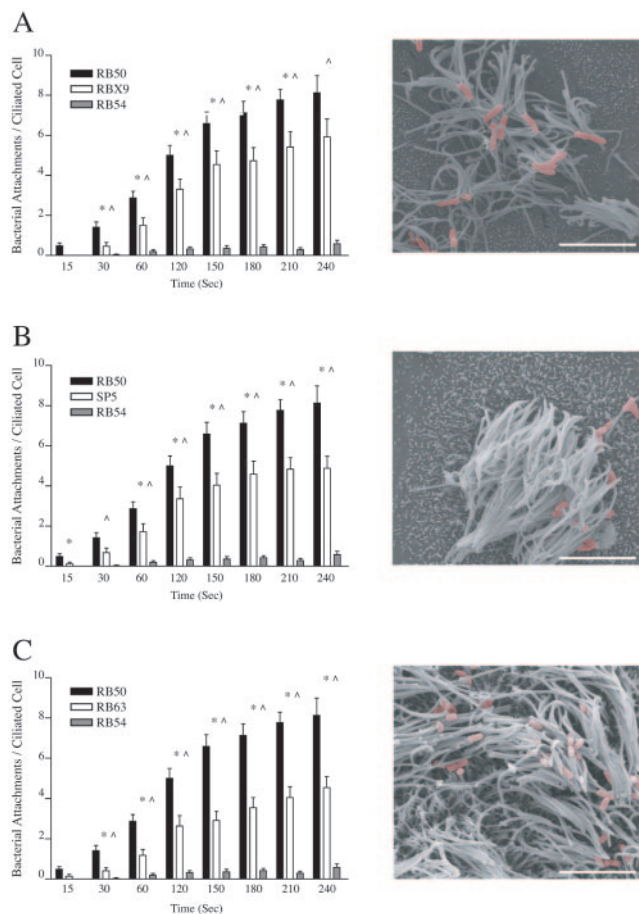 A
10
8
6
4
2
0
Bacterial Attachments / Ciliated Cell
RB50
RBX9
RB54
* ^ * ^ * ^ * ^ * ^ * ^ ^
15 30 60 120 150 180 210 240
Time (Sec)
B
10
8
6
4
2
0
Bacterial Attachments / Ciliated Cell
RB50
SP5
RB54
* ^ * ^ * ^ * ^ * ^ * ^ * ^
15 30 60 120 150 180 210 240
Time (Sec)
C
10
8
6
4
2
0
Bacterial Attachments / Ciliated Cell
RB50
RB63
RB54
* ^ * ^ * ^ * ^ * ^ * ^ * ^
15 30 60 120 150 180 210 240
Time (Sec)